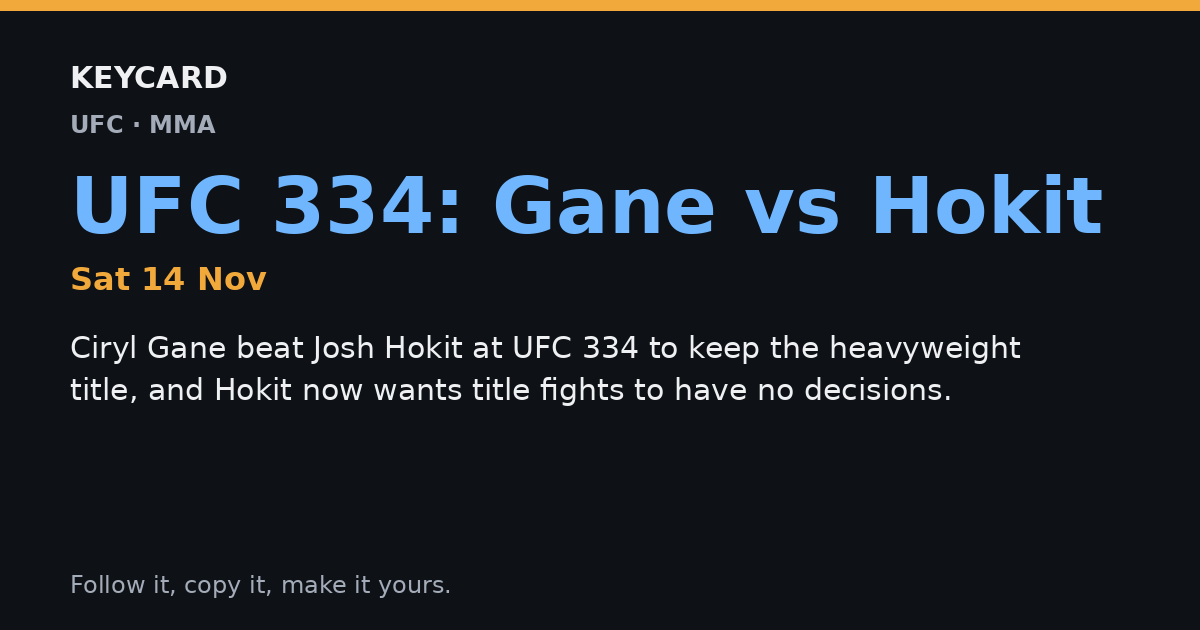 KEYCARD
UFC · MMA
UFC 334: Gane vs Hokit
Sat 14 Nov
Ciryl Gane beat Josh Hokit at UFC 334 to keep the heavyweight
title, and Hokit now wants title fights to have no decisions.
Follow it, copy it, make it yours.